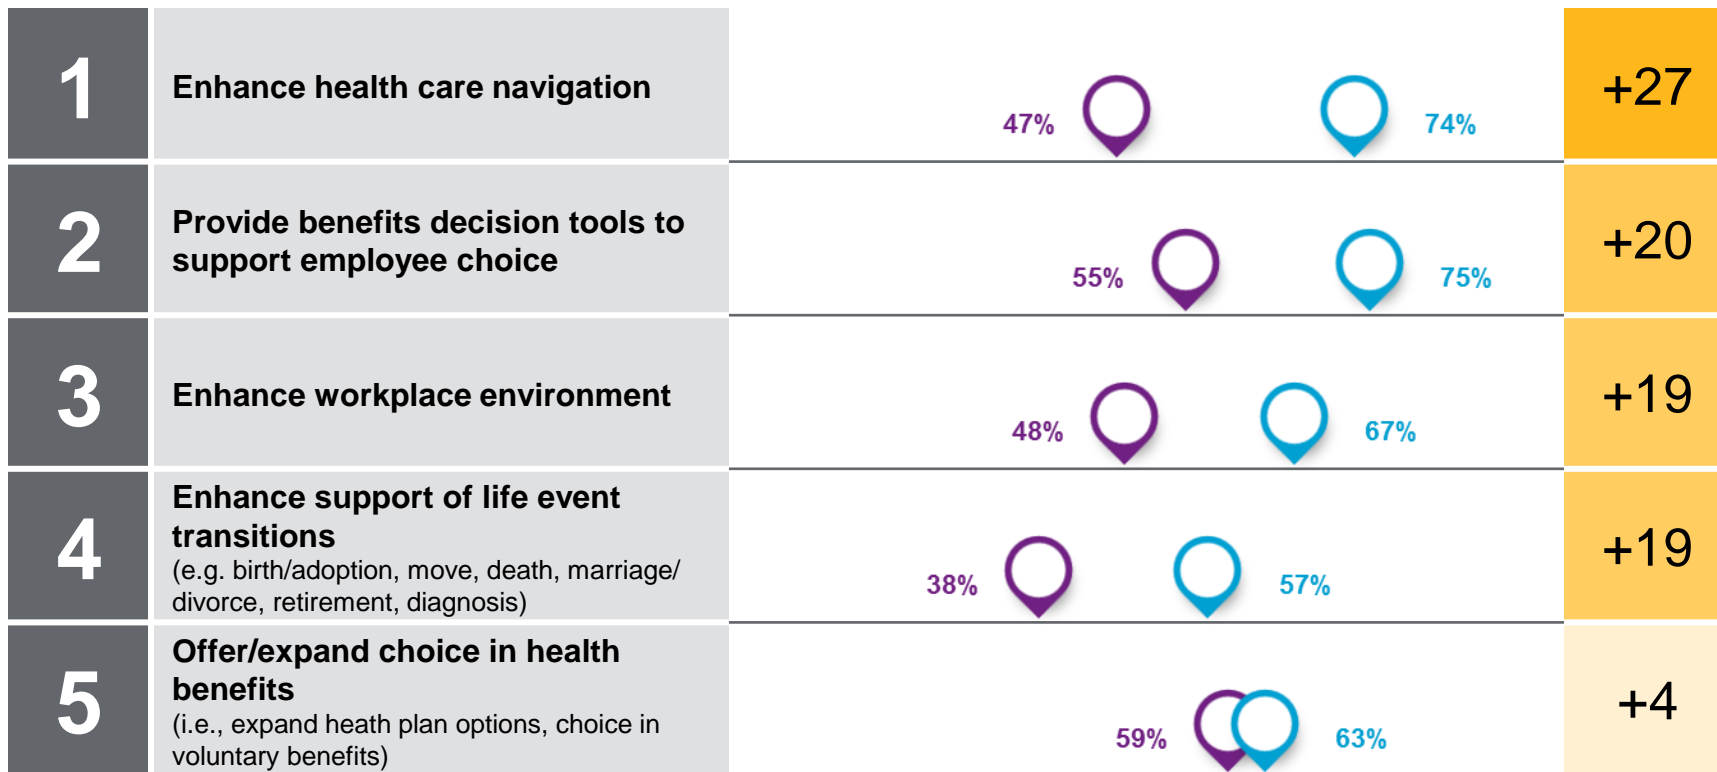 1
Enhance health care navigation
47%
74%
+27
2
Provide benefits decision tools to
support employee choice
55%
75%
+20
3
Enhance workplace environment
48%
67%
+19
4
Enhance support of life event
transitions
(e.g. birth/adoption, move, death, marriage/
divorce, retirement, diagnosis)
38%
57%
+19
5
Offer/expand choice in health
benefits
(i.e., expand heath plan options, choice in
voluntary benefits)
59%
63%
+4